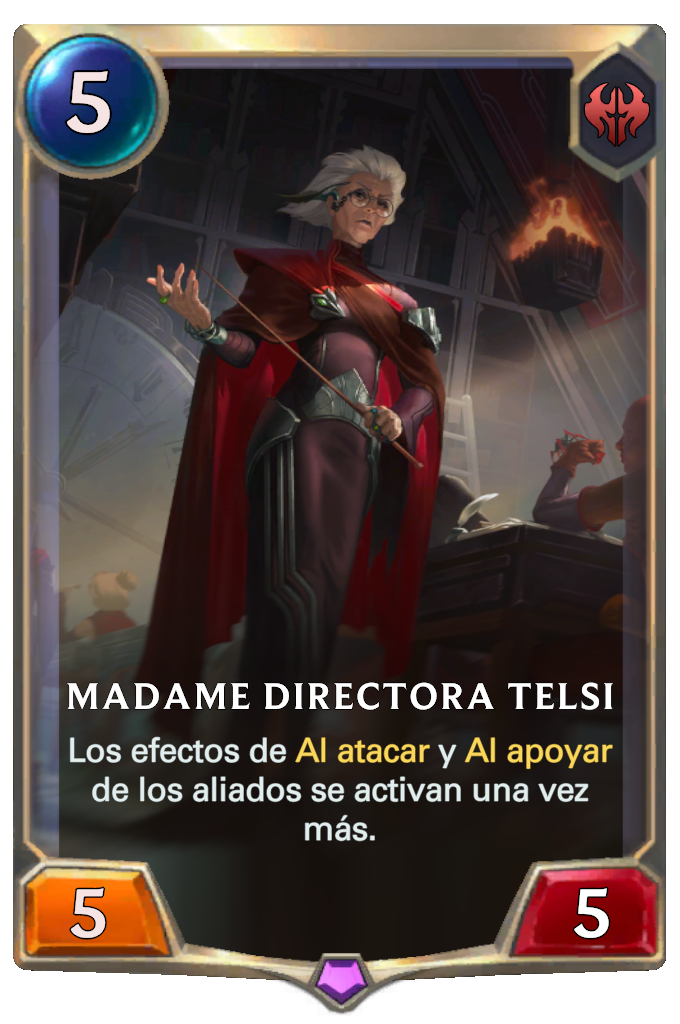 5
MADAME DIRECTORA TELSI
Los efectos de Al atacar y Al apoyar
de los aliados se activan una vez
más.
5
5